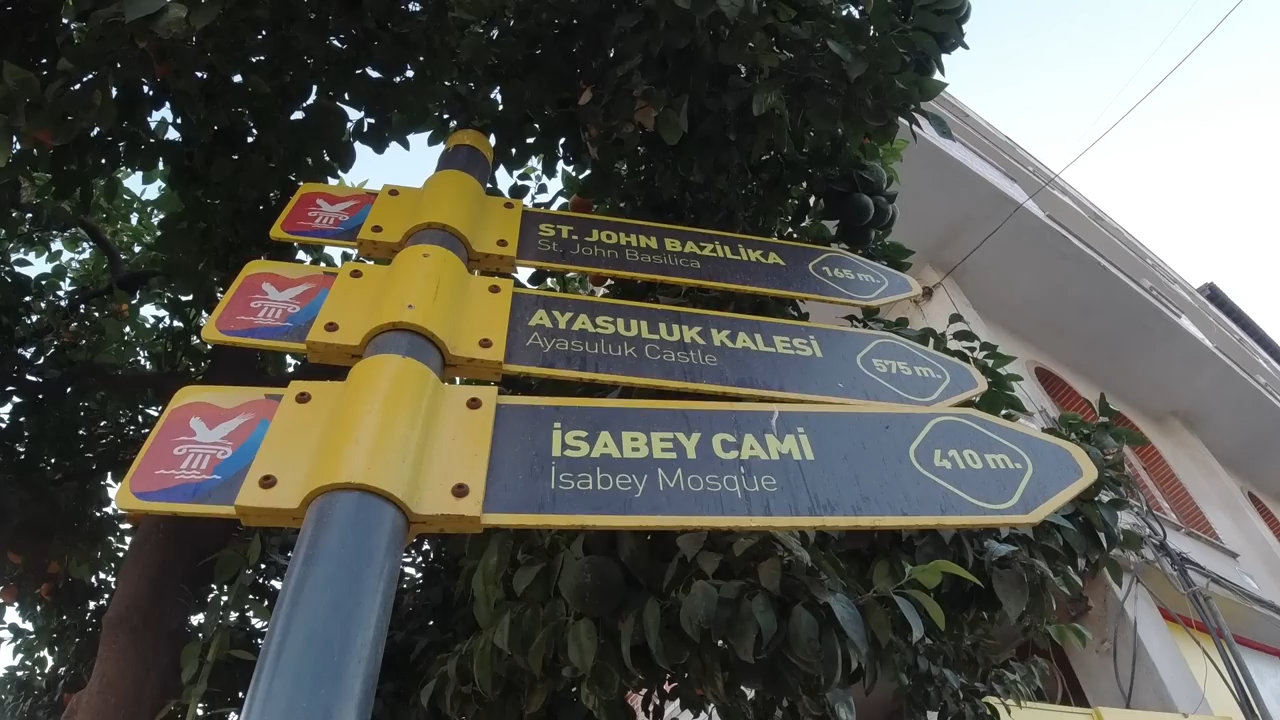 ST. JOHN BAZİLİKA
St. John Basilica
165 m.
AYASULUK KALESİ
Ayasuluk Castle
575 m.
İSABEY CAMİ
İsabey Mosque
410 m.